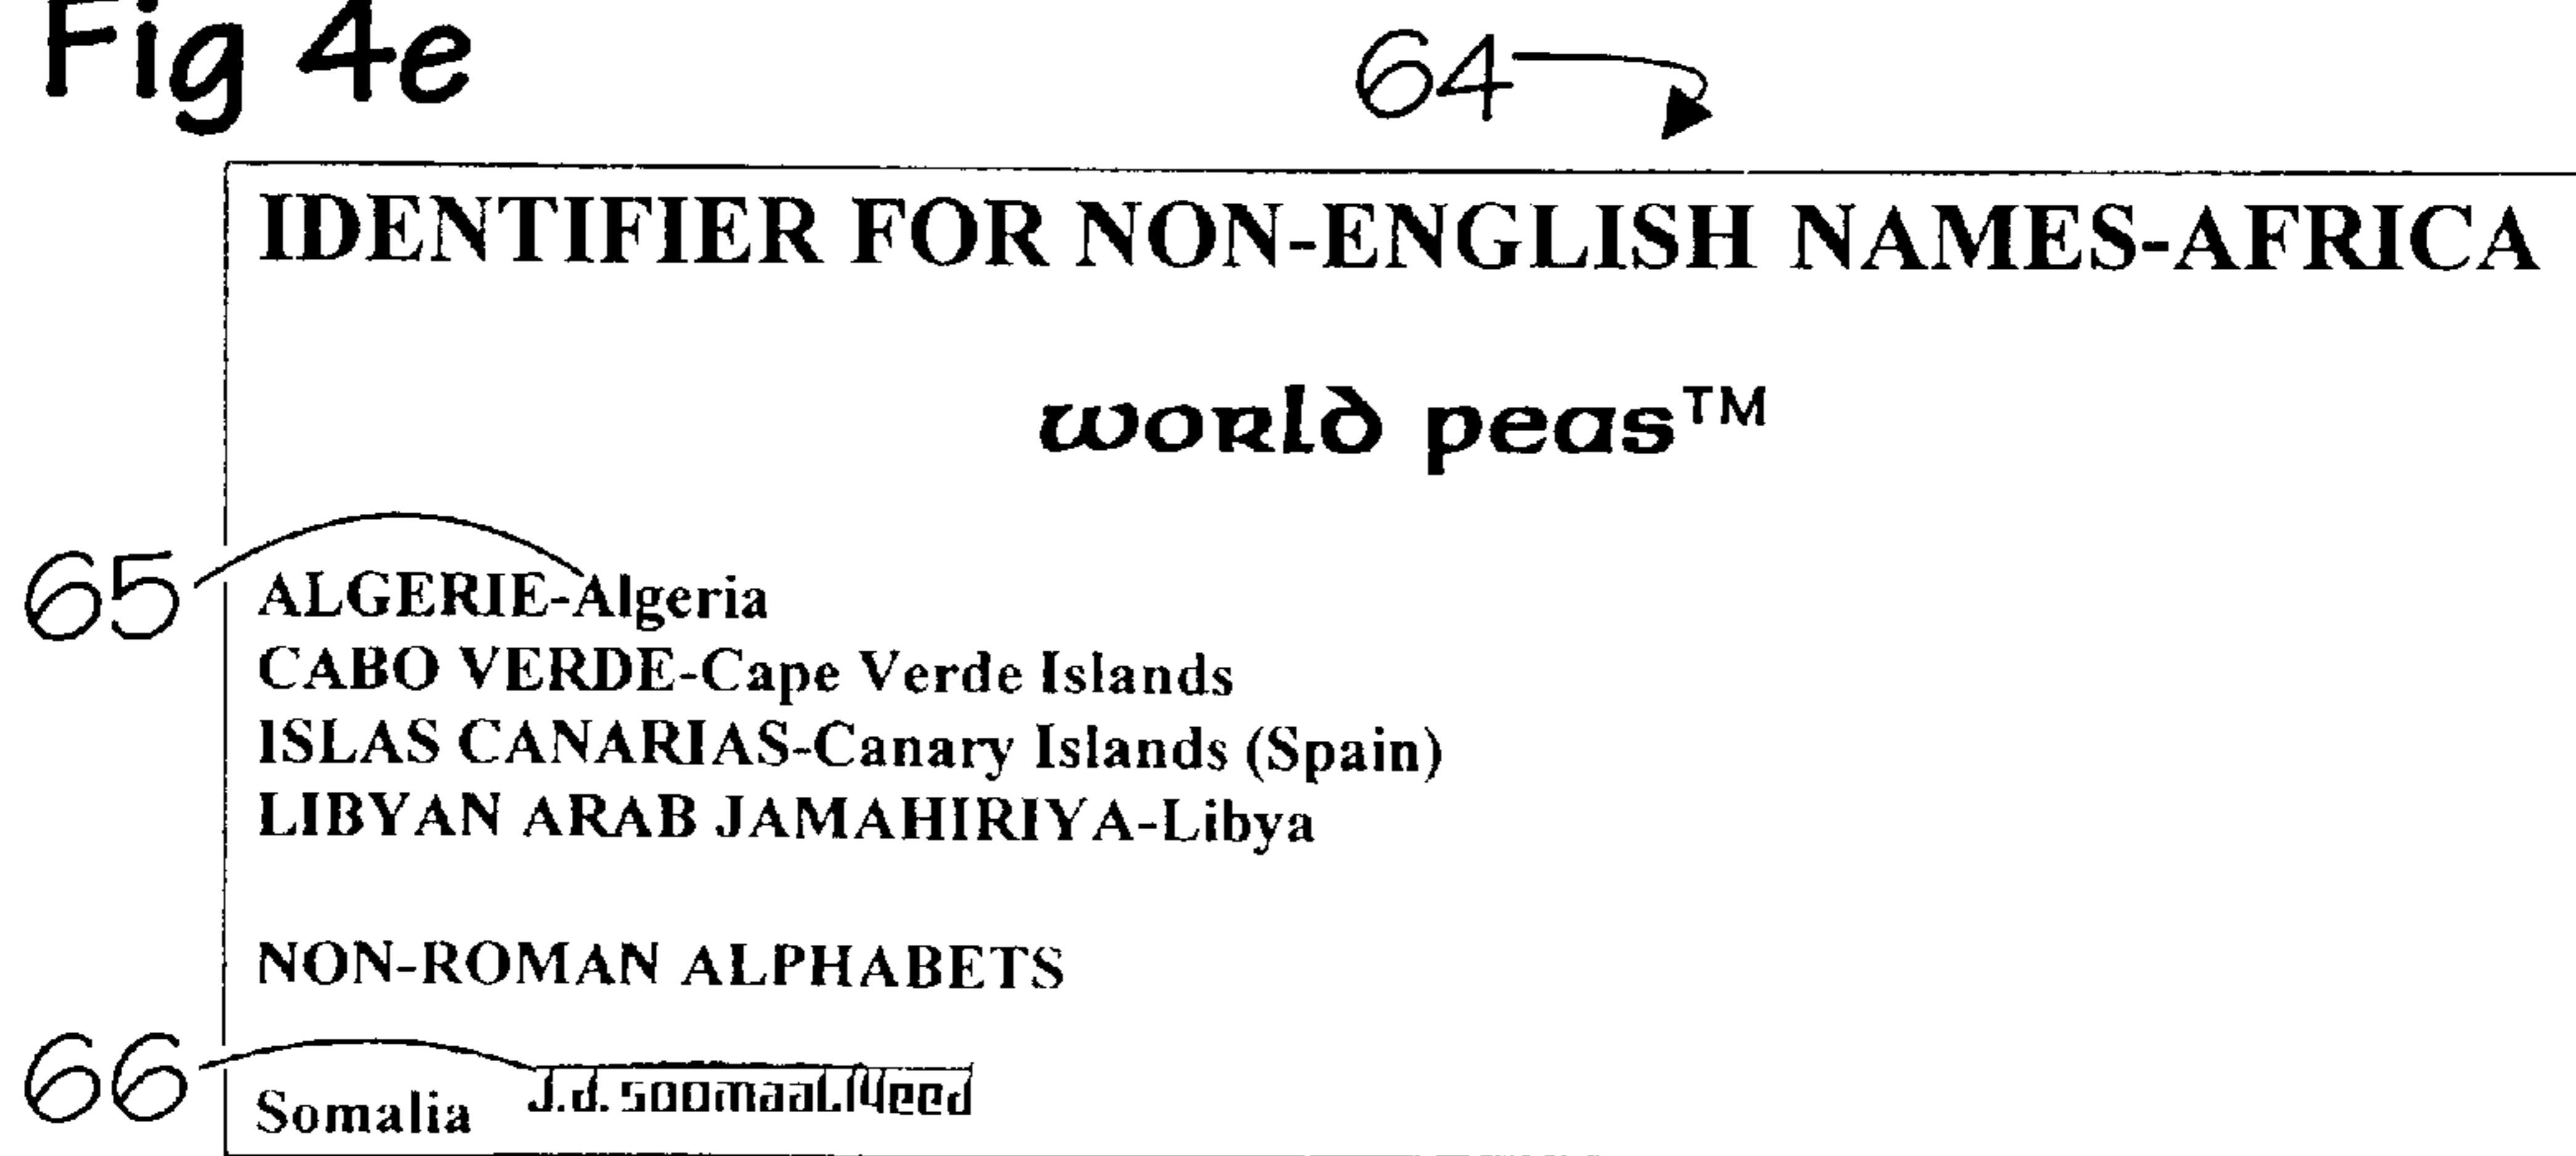 Fig 4e
64
IDENTIFIER FOR NON-ENGLISH NAMES-AFRICA
world peas™
65
ALGERIE-Algeria
CABO VERDE-Cape Verde Islands
ISLAS CANARIAS-Canary Islands (Spain)
LIBYAN ARAB JAMAHIRIYA-Libya
NON-ROMAN ALPHABETS
66
Somalia J.d. soomaal